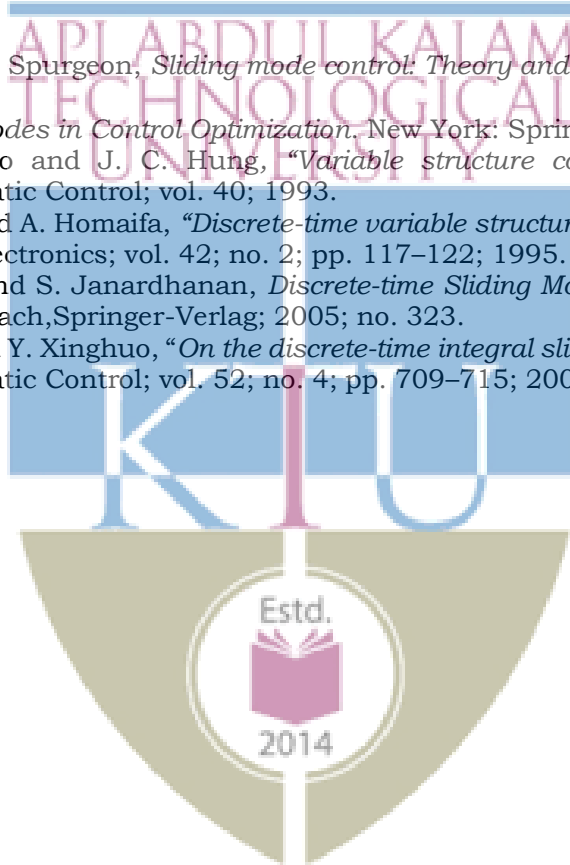 API ABDUL KALAM
TECHNOLOGICAL
UNIVERSITY
Spurgeon, Sliding mode control: Theory and
odes in Control Optimization. New York: Sprin
o and J. C. Hung, “Variable structure co
tic Control; vol. 40; 1993.
d A. Homaifa, “Discrete-time variable structur
ectronics; vol. 42; no. 2; pp. 117–122; 1995.
nd S. Janardhanan, Discrete-time Sliding Mo
ach,Springer-Verlag; 2005; no. 323.
Y. Xinghuo, “On the discrete-time integral sli
tic Control; vol. 52; no. 4; pp. 709–715; 200
KTU
Estd.
2014